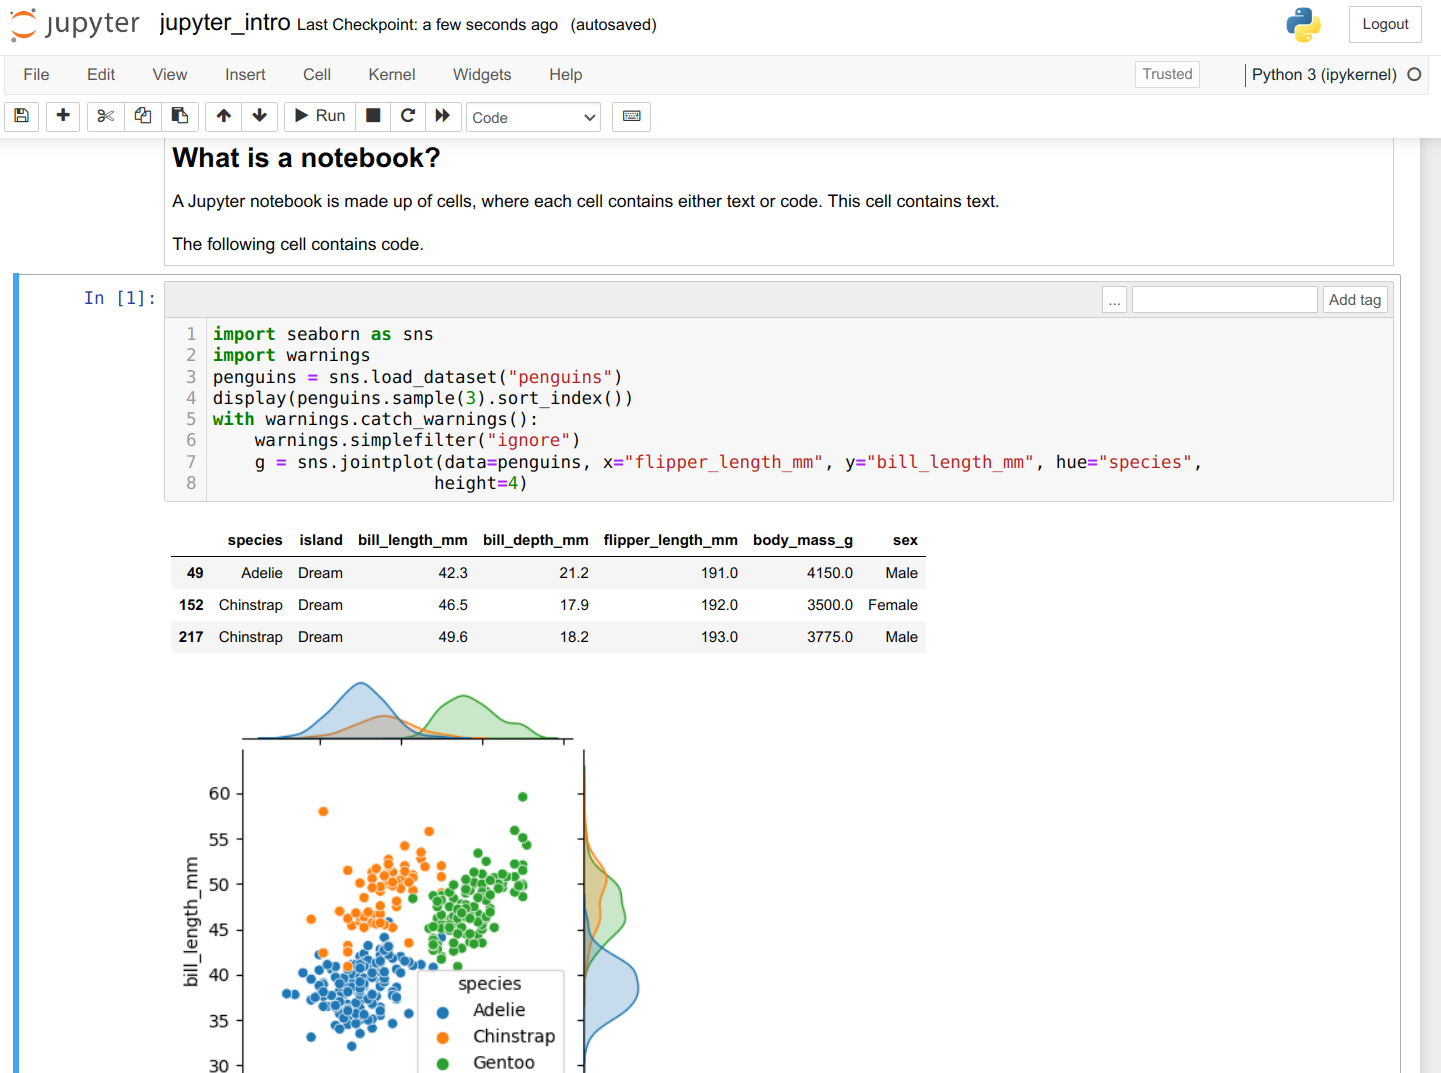 jupyter jupyter_intro Last Checkpoint: a few seconds ago (autosaved) Logout
File Edit View Insert Cell Kernel Widgets Help Trusted Python 3 (ipykernel)
Run Code
What is a notebook?
A Jupyter notebook is made up of cells, where each cell contains either text or code. This cell contains text.
The following cell contains code.
In [1]: ... Add tag
1 import seaborn as sns
2 import warnings
3 penguins = sns.load_dataset("penguins")
4 display(penguins.sample(3).sort_index())
5 with warnings.catch_warnings():
6     warnings.simplefilter("ignore")
7     g = sns.jointplot(data=penguins, x="flipper_length_mm", y="bill_length_mm", hue="species",
8                      height=4)
species island bill_length_mm bill_depth_mm flipper_length_mm body_mass_g sex
49 Adelie Dream 42.3 21.2 191.0 4150.0 Male
152 Chinstrap Dream 46.5 17.9 192.0 3500.0 Female
217 Chinstrap Dream 49.6 18.2 193.0 3775.0 Male
60
55
50
45
40
35
30
bill_length_mm
species
Adelie
Chinstrap
Gentoo